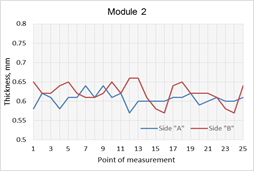 Module 2
Thickness, mm
0.8
0.75
0.7
0.65
0.6
0.55
0.5
Side "A"
Side "B"
1 3 5 7 9 11 13 15 17 19 21 23 25
Point of measurement